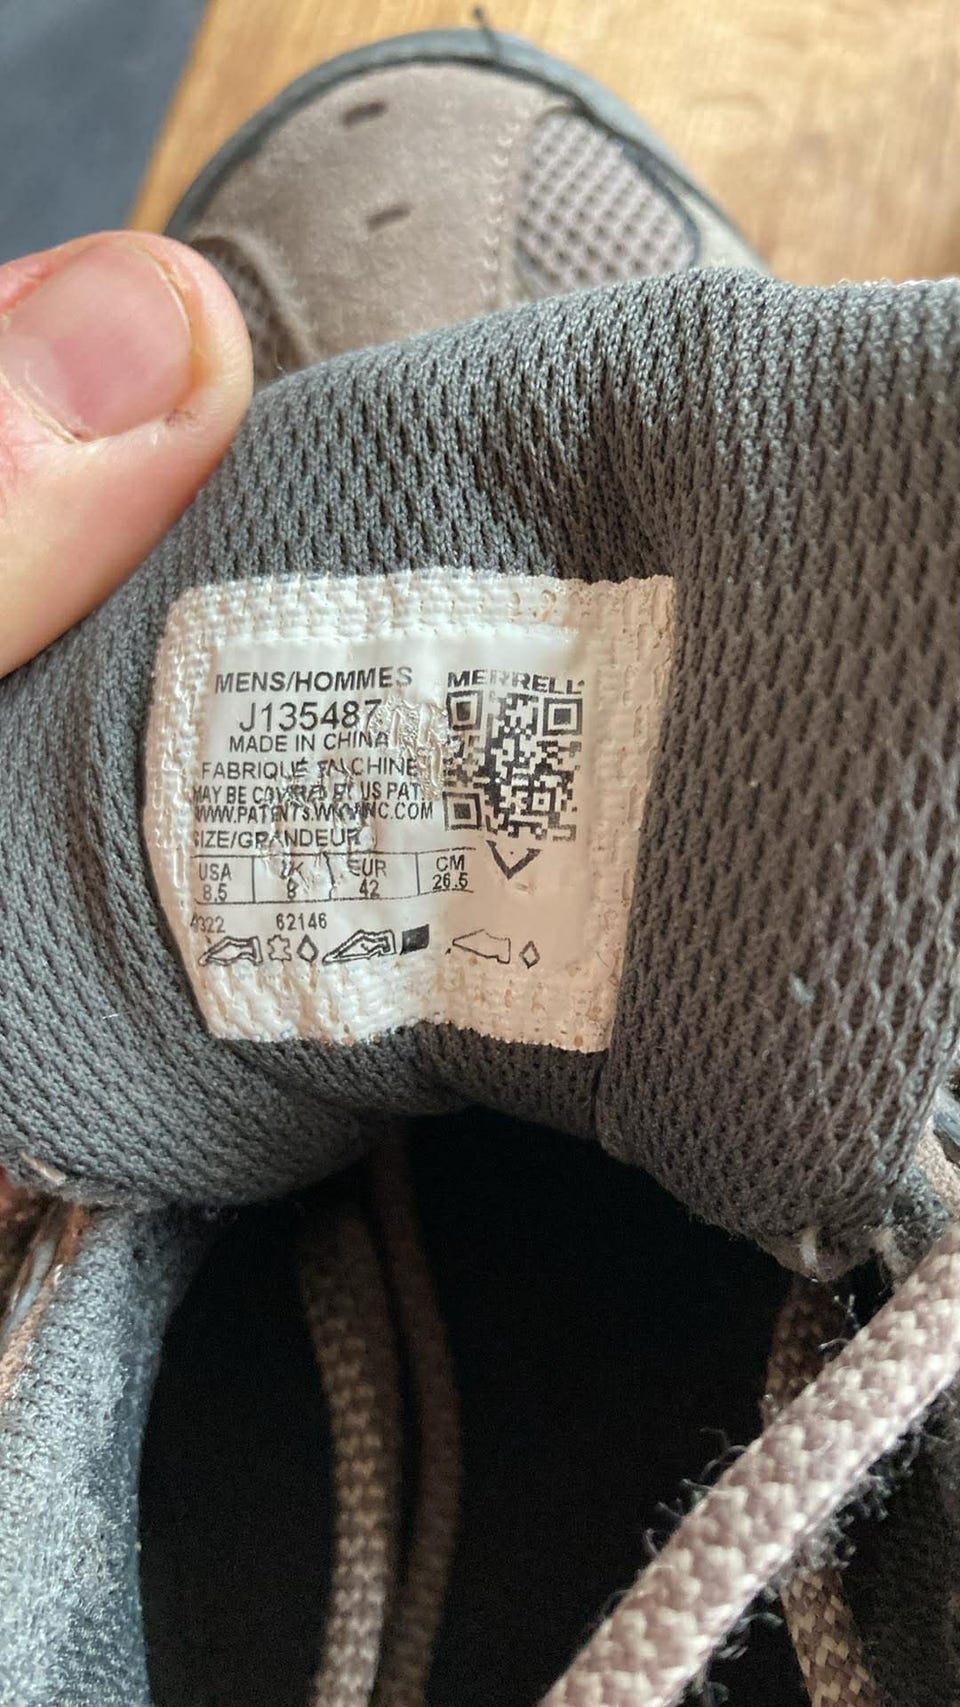 MENS/HOMMES
MERRELL
J135487
MADE IN CHINA
FABRIQUÉ EN CHINE
MAY BE COVERED BY US PAT.
WWW.PATENTS.WWWINC.COM
SIZE/GRANDEUR
USA UK EUR CM
8.5 8 42 26.5
0322 62146